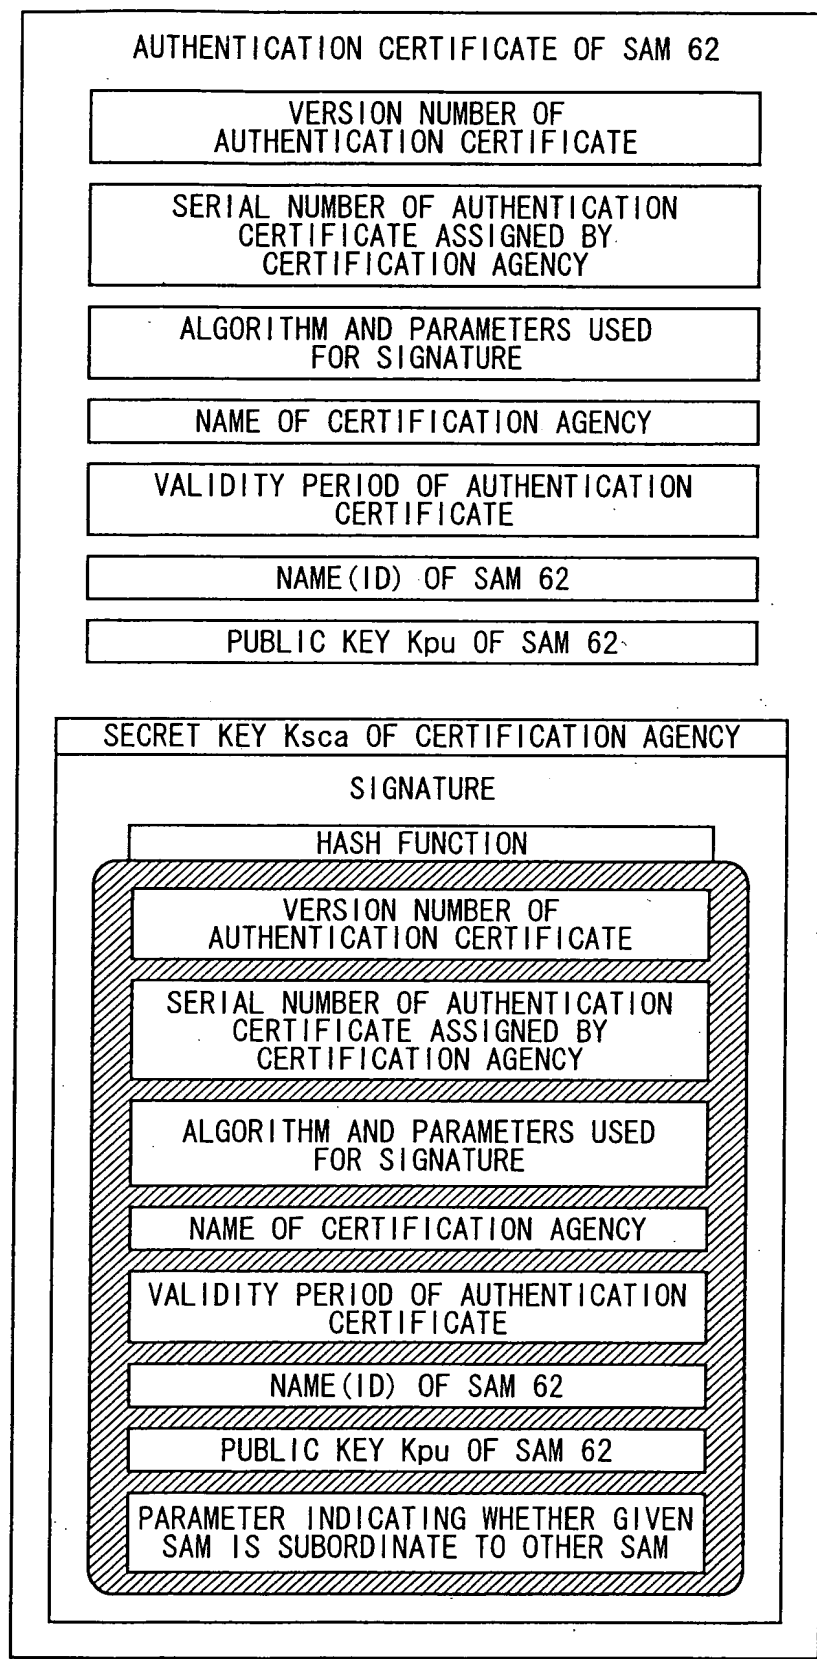 AUTHENTICATION CERTIFICATE OF SAM 62
VERSION NUMBER OF
AUTHENTICATION CERTIFICATE
SERIAL NUMBER OF AUTHENTICATION
CERTIFICATE ASSIGNED BY
CERTIFICATION AGENCY
ALGORITHM AND PARAMETERS USED
FOR SIGNATURE
NAME OF CERTIFICATION AGENCY
VALIDITY PERIOD OF AUTHENTICATION
CERTIFICATE
NAME(ID) OF SAM 62
PUBLIC KEY Kpu OF SAM 62
SECRET KEY Ksca OF CERTIFICATION AGENCY
SIGNATURE
HASH FUNCTION
VERSION NUMBER OF
AUTHENTICATION CERTIFICATE
SERIAL NUMBER OF AUTHENTICATION
CERTIFICATE ASSIGNED BY
CERTIFICATION AGENCY
ALGORITHM AND PARAMETERS USED
FOR SIGNATURE
NAME OF CERTIFICATION AGENCY
VALIDITY PERIOD OF AUTHENTICATION
CERTIFICATE
NAME(ID) OF SAM 62
PUBLIC KEY Kpu OF SAM 62
PARAMETER INDICATING WHETHER GIVEN
SAM IS SUBORDINATE TO OTHER SAM